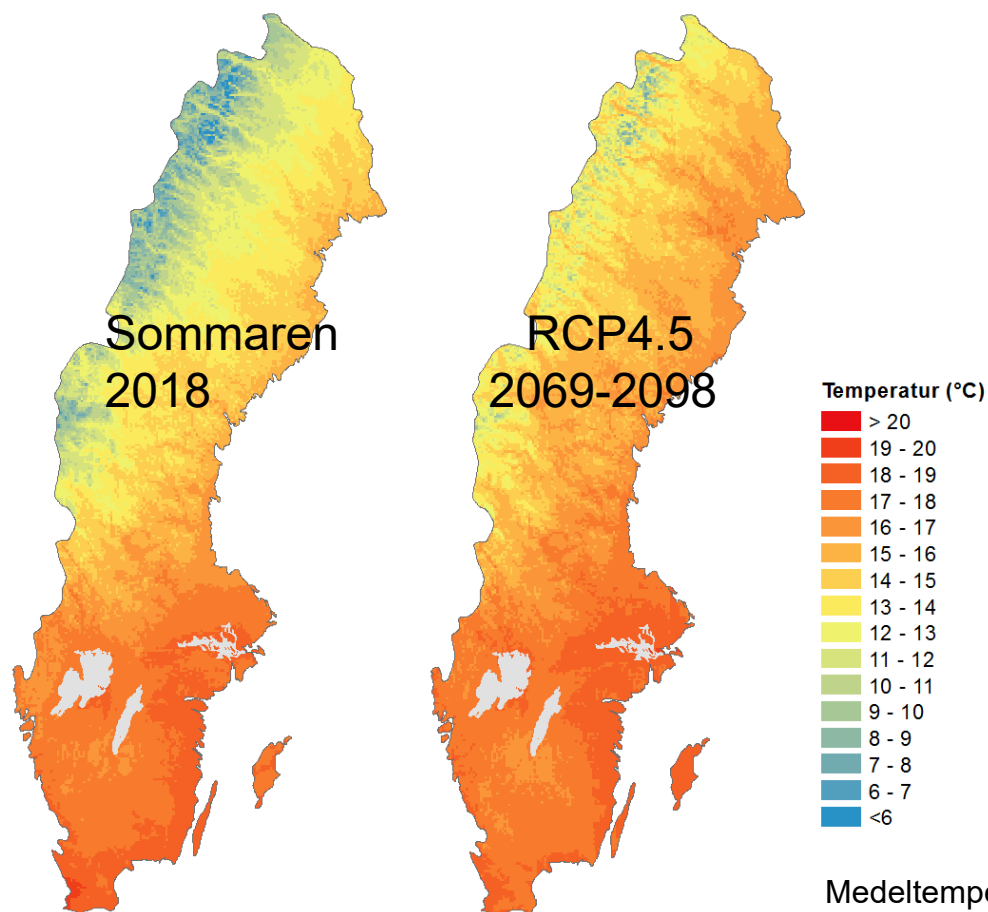 Sommaren
2018
RCP4.5
2069-2098
Temperatur (°C)
> 20
19 - 20
18 - 19
17 - 18
16 - 17
15 - 16
14 - 15
13 - 14
12 - 13
11 - 12
10 - 11
9 - 10
8 - 9
7 - 8
6 - 7
<6
Medeltempe